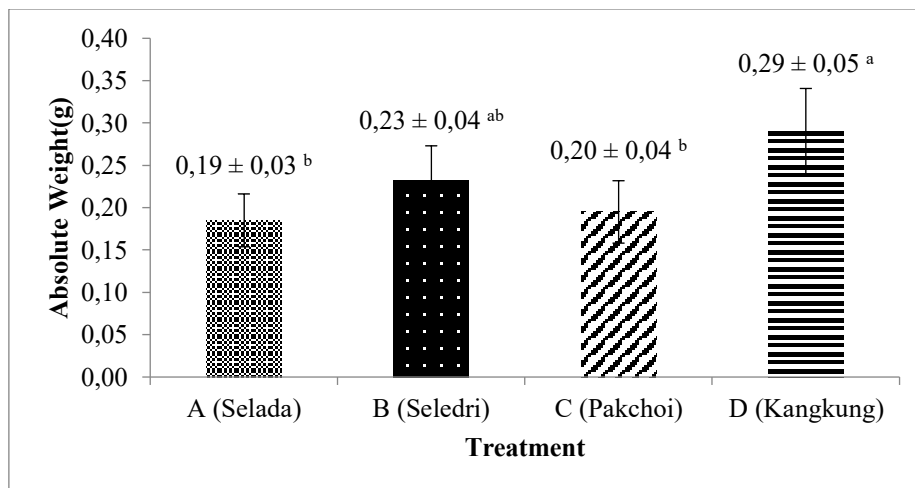 Absolute Weight(g)
0,40
0,35
0,30
0,25
0,20
0,15
0,10
0,05
0,00
0,19 ± 0,03 b
0,23 ± 0,04 ab
0,20 ± 0,04 b
0,29 ± 0,05 a
A (Selada)
B (Seledri)
C (Pakchoi)
D (Kangkung)
Treatment